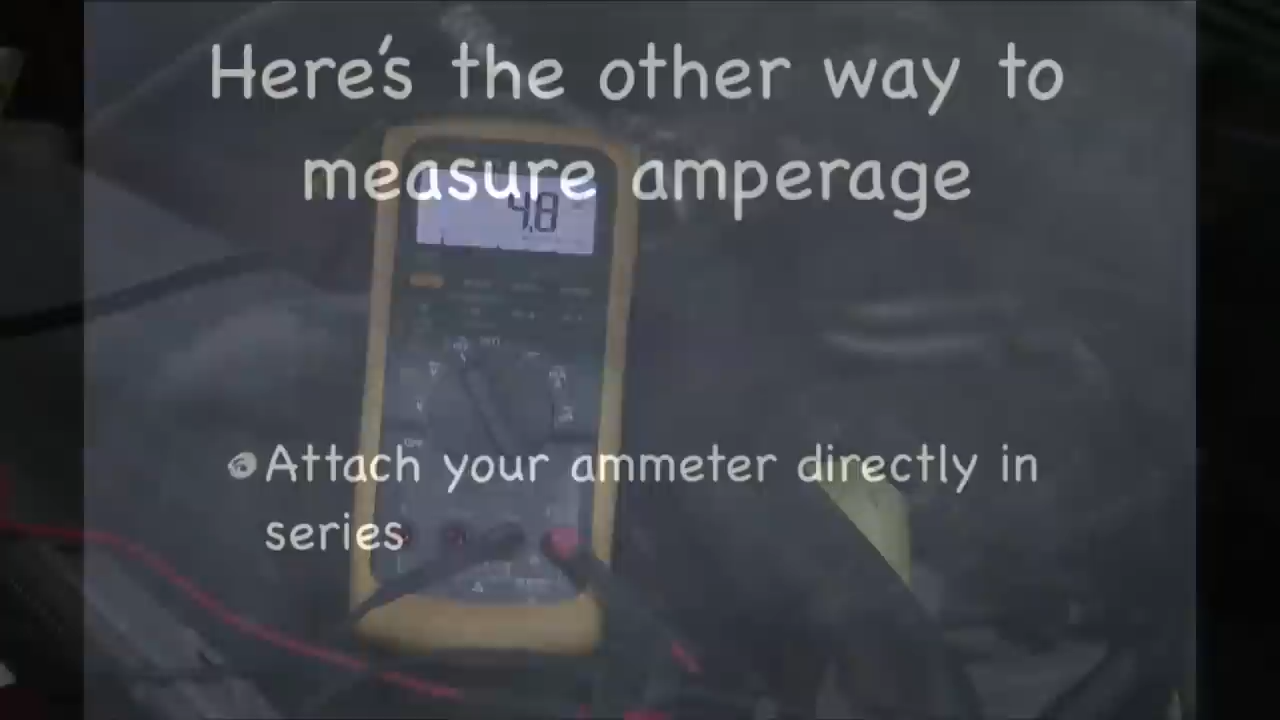 Here's the other way to
measure amperage
4.8
Attach your ammeter directly in
series